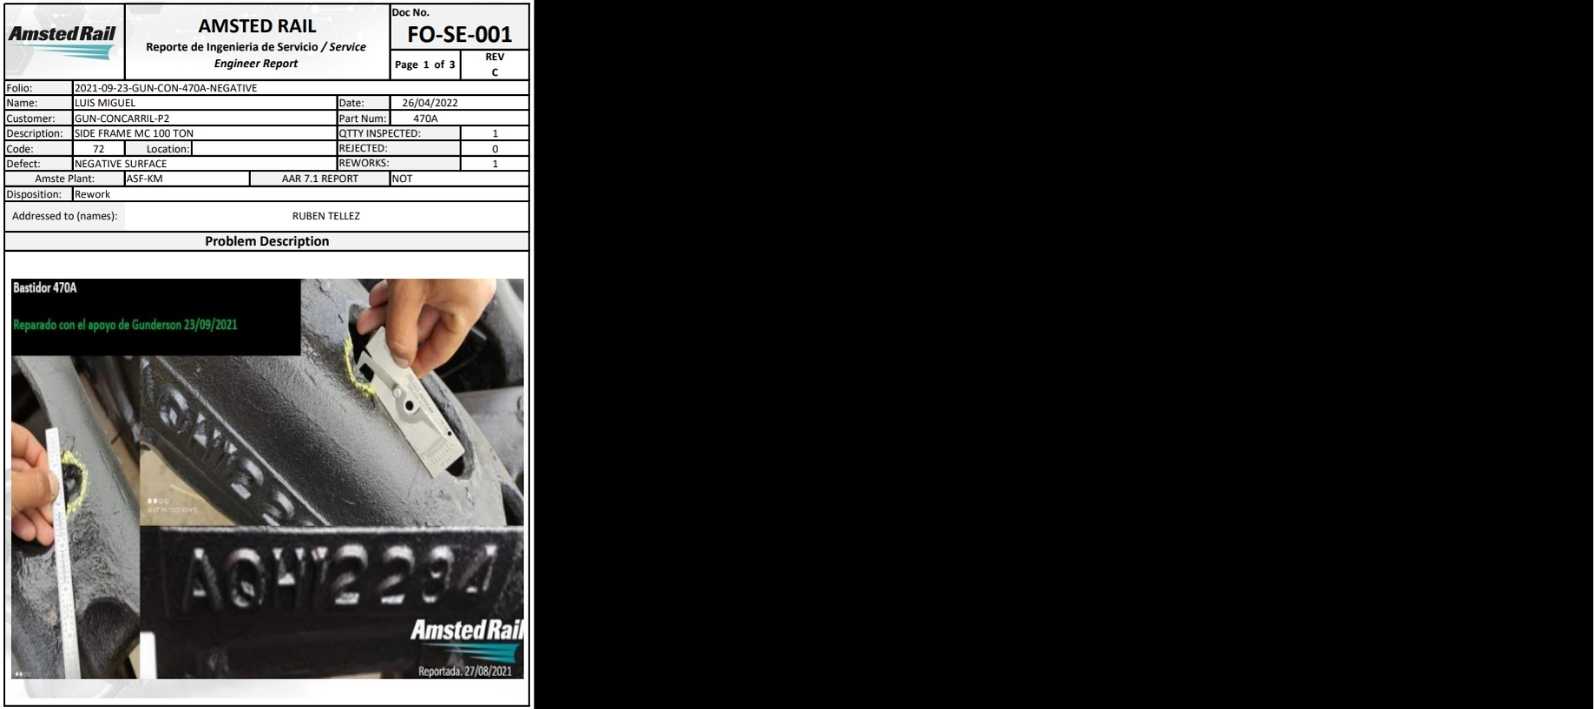 Amsted Rail
AMSTED RAIL
Reporte de Ingenieria de Servicio / Service
Engineer Report
Doc No.
FO-SE-001
Page 1 of 3
REV
C
Folio: 2021-09-23-GUN-CON-470A-NEGATIVE
Name: LUIS MIGUEL Date: 26/04/2022
Customer: GUN-CONCARRIL-P2 Part Num: 470A
Description: SIDE FRAME MC 100 TON QTTY INSPECTED: 1
Code: 72 Location: REJECTED: 0
Defect: NEGATIVE SURFACE REWORKS: 1
Amste Plant: ASF-KM AAR 7.1 REPORT NOT
Disposition: Rework
Addressed to (names): RUBEN TELLEZ
Problem Description
Bastidor 470A
Reparado con el apoyo de Gunderson 23/09/2021
Amsted Rail
Reportada. 27/08/2021